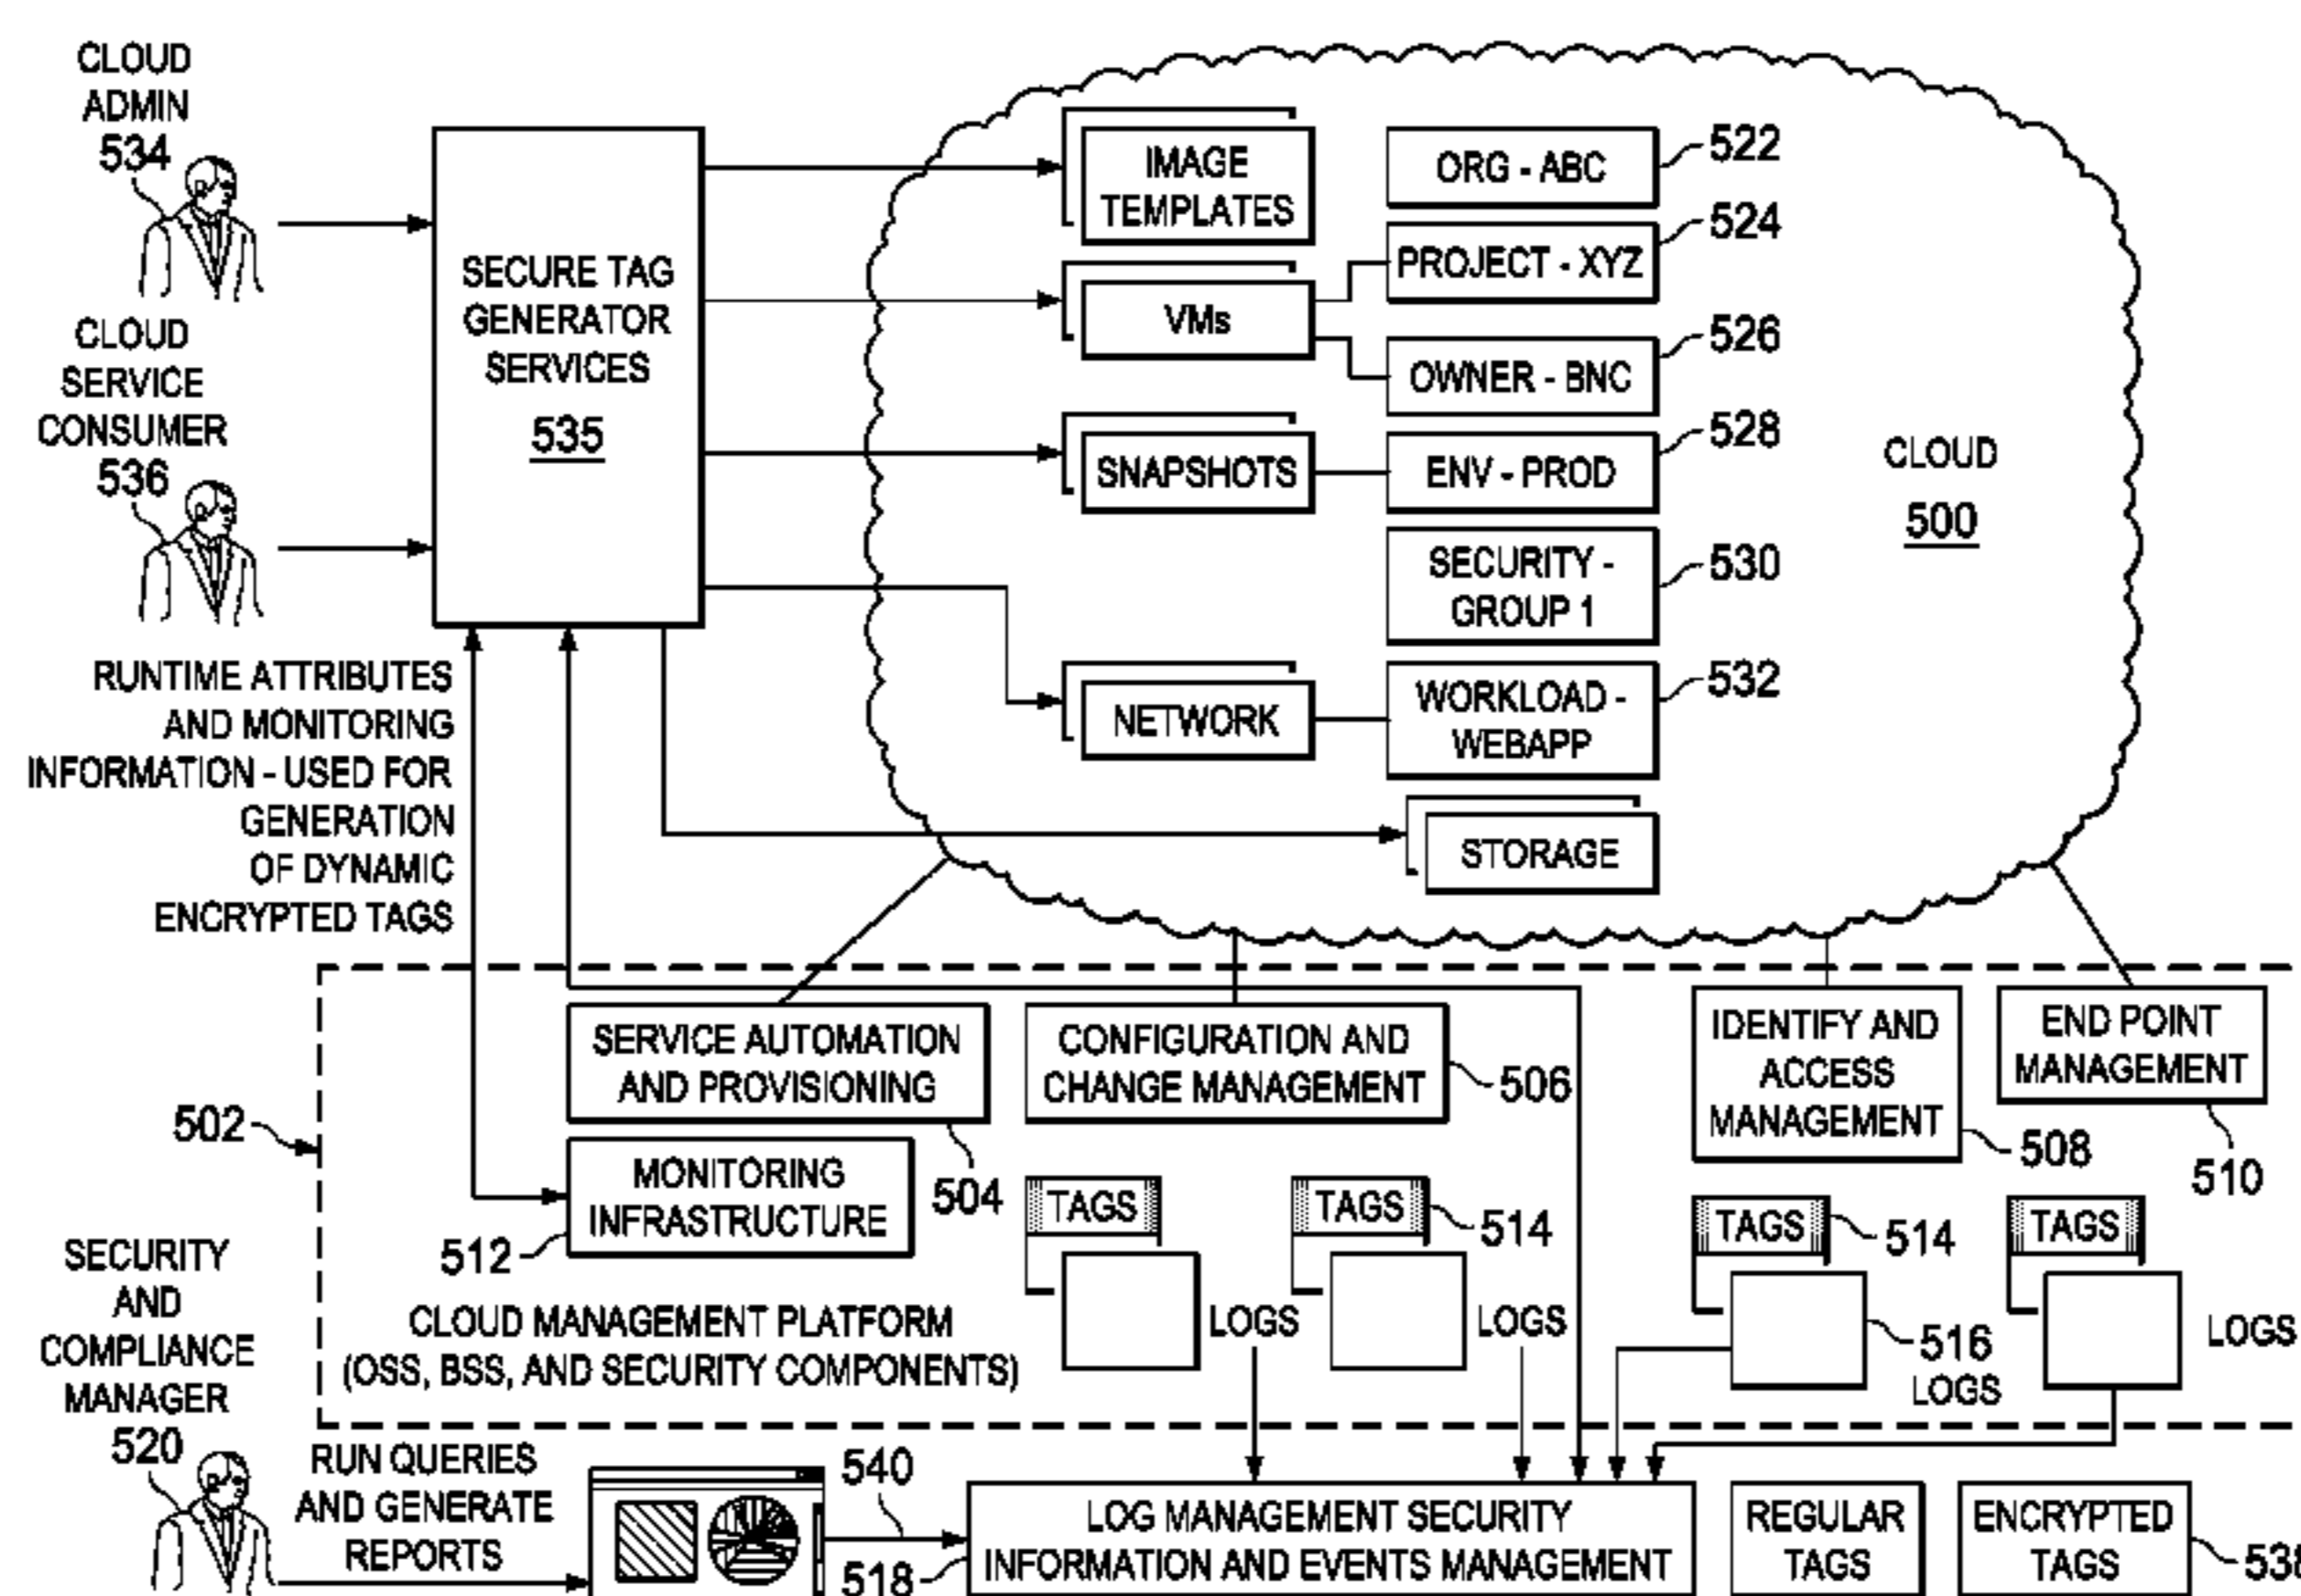 CLOUD
ADMIN
534
CLOUD
SERVICE
CONSUMER
536
SECURE TAG
GENERATOR
SERVICES
535
IMAGE
TEMPLATES
VMs
SNAPSHOTS
NETWORK
STORAGE
ORG - ABC
522
PROJECT - XYZ
524
OWNER - BNC
526
ENV - PROD
528
SECURITY -
GROUP 1
530
WORKLOAD -
WEBAPP
532
CLOUD
500
RUNTIME ATTRIBUTES
AND MONITORING
INFORMATION - USED FOR
GENERATION
OF DYNAMIC
ENCRYPTED TAGS
502
SERVICE AUTOMATION
AND PROVISIONING
504
CONFIGURATION AND
CHANGE MANAGEMENT
506
IDENTIFY AND
ACCESS
MANAGEMENT
508
END POINT
MANAGEMENT
510
MONITORING
INFRASTRUCTURE
512
TAGS
LOGS
TAGS
514
LOGS
TAGS
514
516
LOGS
TAGS
LOGS
CLOUD MANAGEMENT PLATFORM
(OSS, BSS, AND SECURITY COMPONENTS)
SECURITY
AND
COMPLIANCE
MANAGER
520
RUN QUERIES
AND GENERATE
REPORTS
540
518
LOG MANAGEMENT SECURITY
INFORMATION AND EVENTS MANAGEMENT
REGULAR
TAGS
ENCRYPTED
TAGS
538